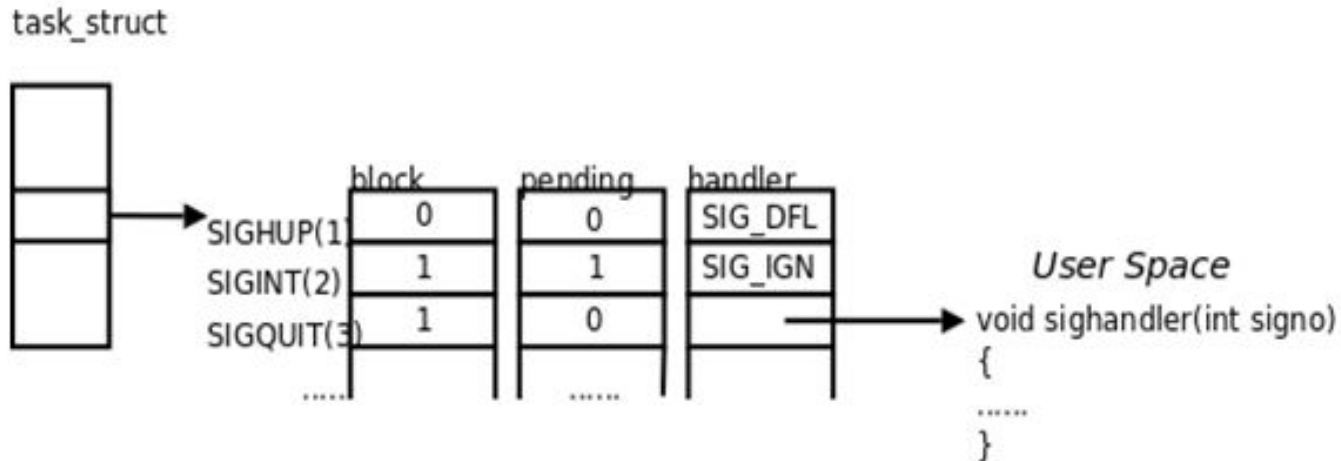 task_struct
block pending handler
SIGHUP(1) 0 0 SIG_DFL
SIGINT(2) 1 1 SIG_IGN
SIGQUIT(3) 1 0
...... ......
User Space
void sighandler(int signo)
{
......
}